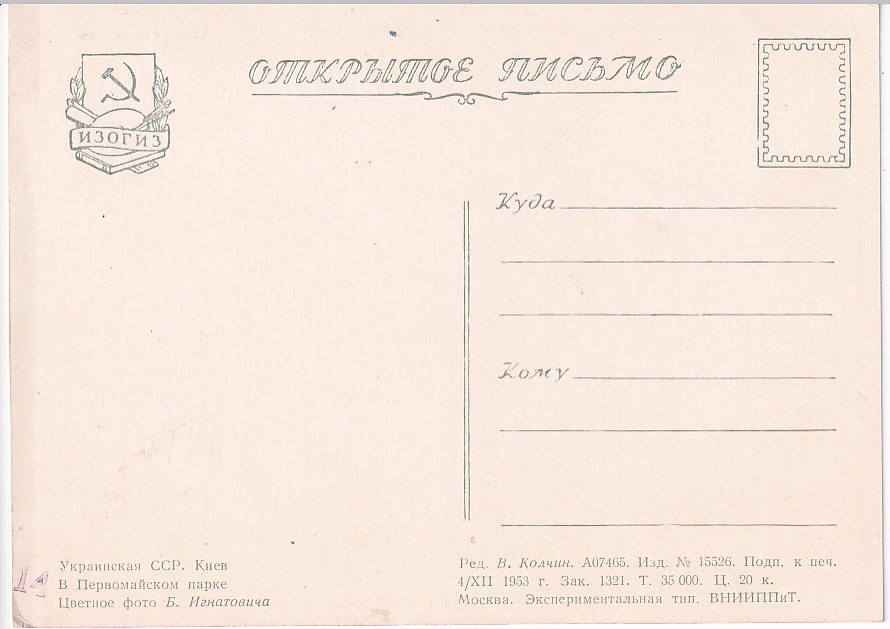 ОТКРЫТОЕ ПИСЬМО
ИЗОГИЗ
Куда
Кому
Украинская ССР. Киев
В Первомайском парке
Цветное фото Б. Игнатовича
14
Ред. В. Колчин. А07465. Изд. № 15526. Подп. к печ.
4/XII 1953 г. Зак. 1321. Т. 35 000. Ц. 20 к.
Москва. Экспериментальная тип. ВНИИППиТ.